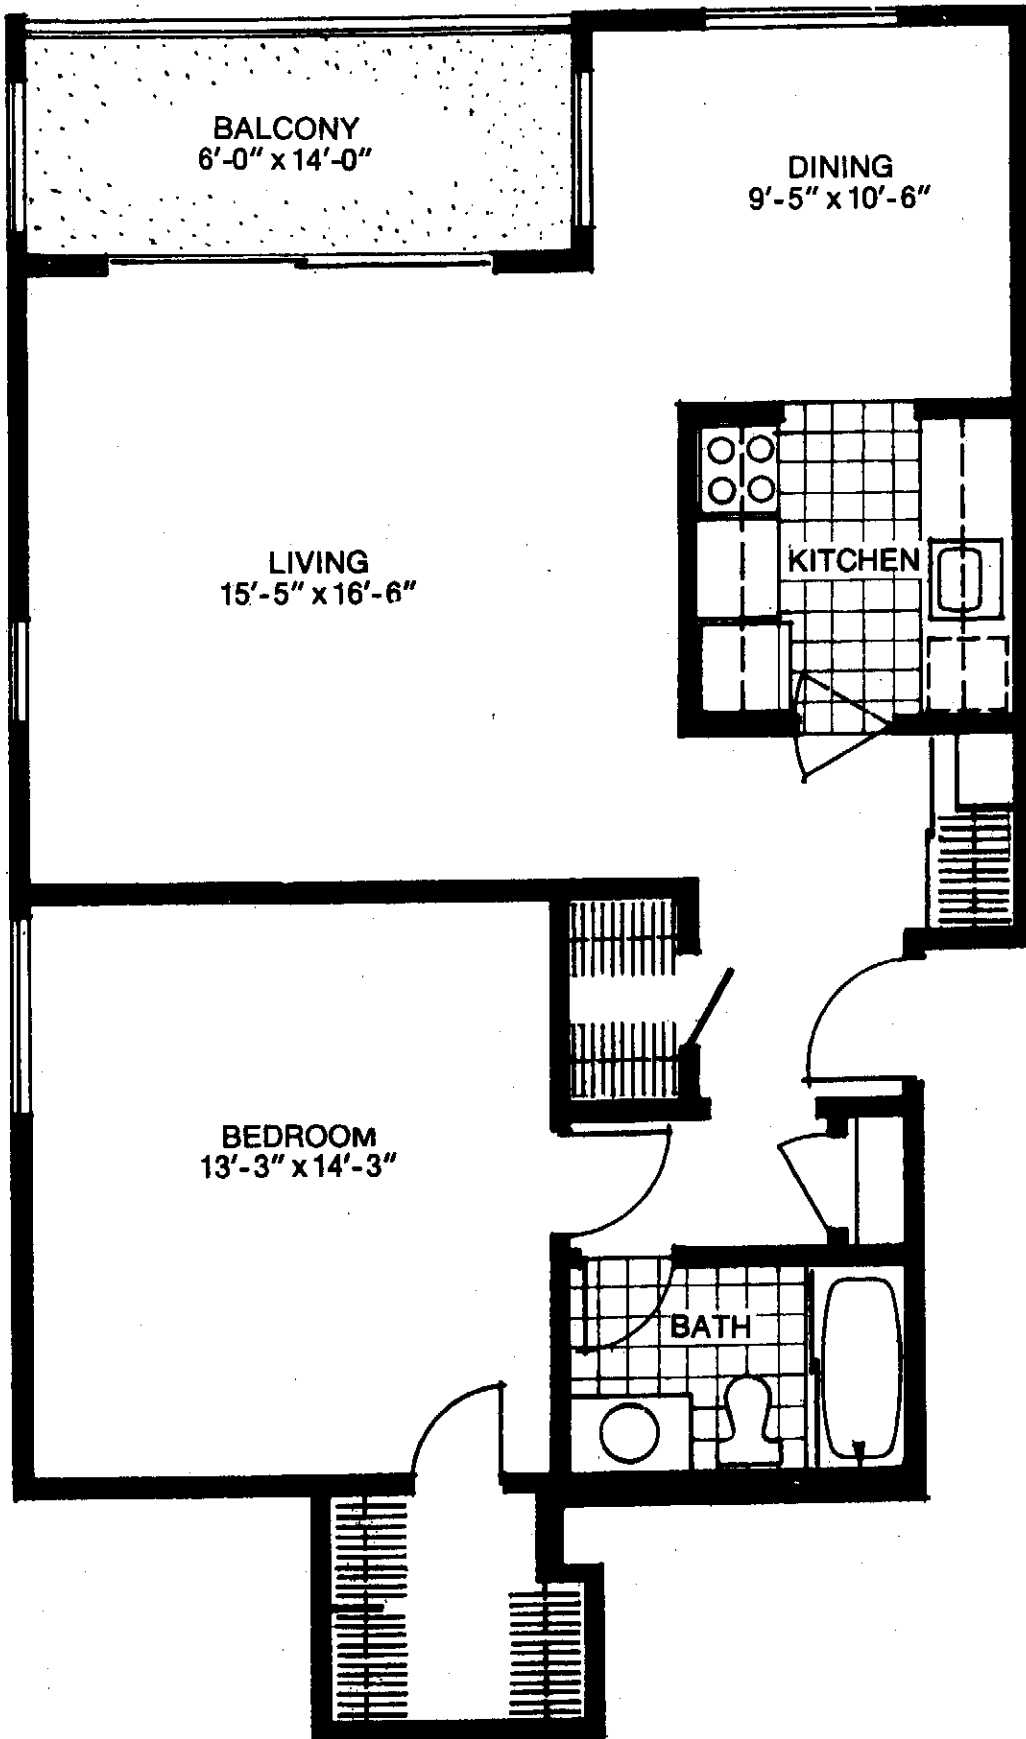 BALCONY
6'-0" x 14'-0"
DINING
9'-5" x 10'-6"
LIVING
15'-5" x 16'-6"
KITCHEN
BEDROOM
13'-3" x 14'-3"
BATH